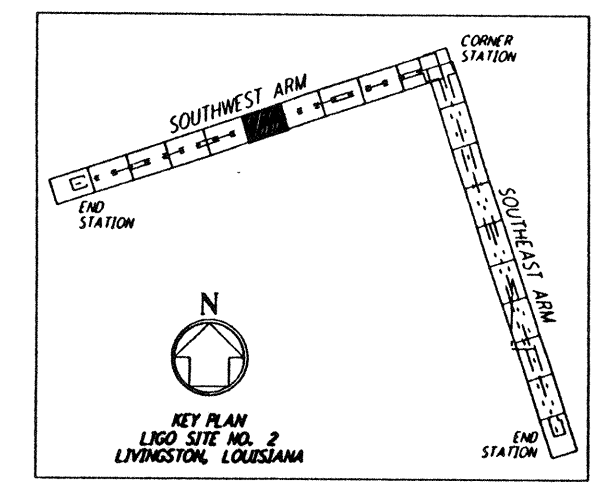 CORNER
STATION
SOUTHWEST ARM
END
STATION
SOUTHEAST ARM
N
KEY PLAN
LIGO SITE NO. 2
LIVINGSTON, LOUISIANA
END
STATION